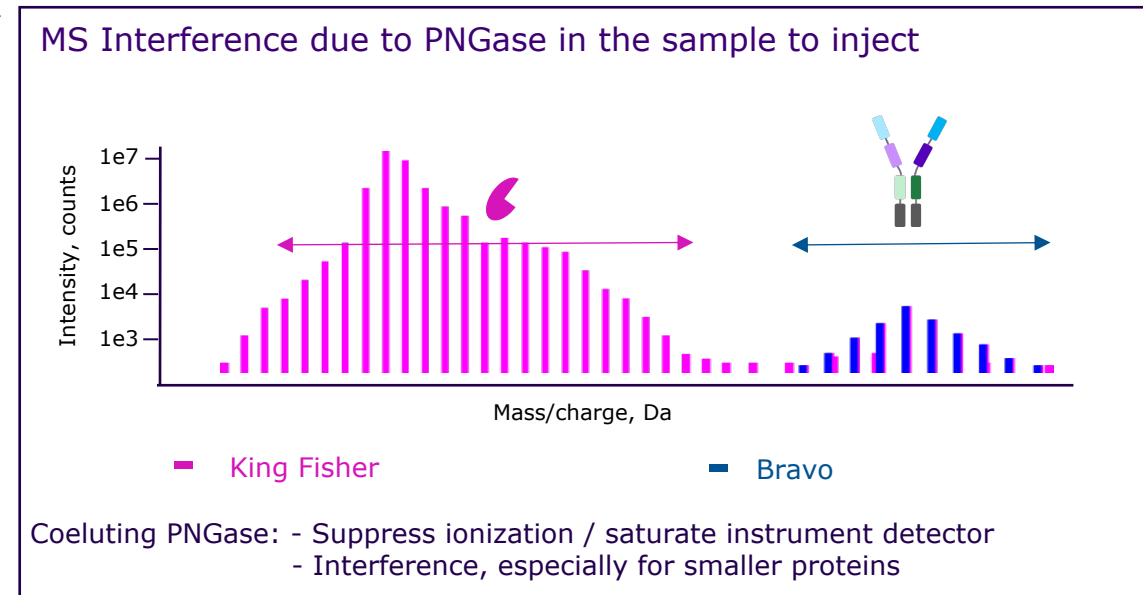 MS Interference due to PNGase in the sample to inject
Intensity, counts
1e7
1e6
1e5
1e4
1e3
Mass/charge, Da
King Fisher
Bravo
Coeluting PNGase: - Suppress ionization / saturate instrument detector
- Interference, especially for smaller proteins